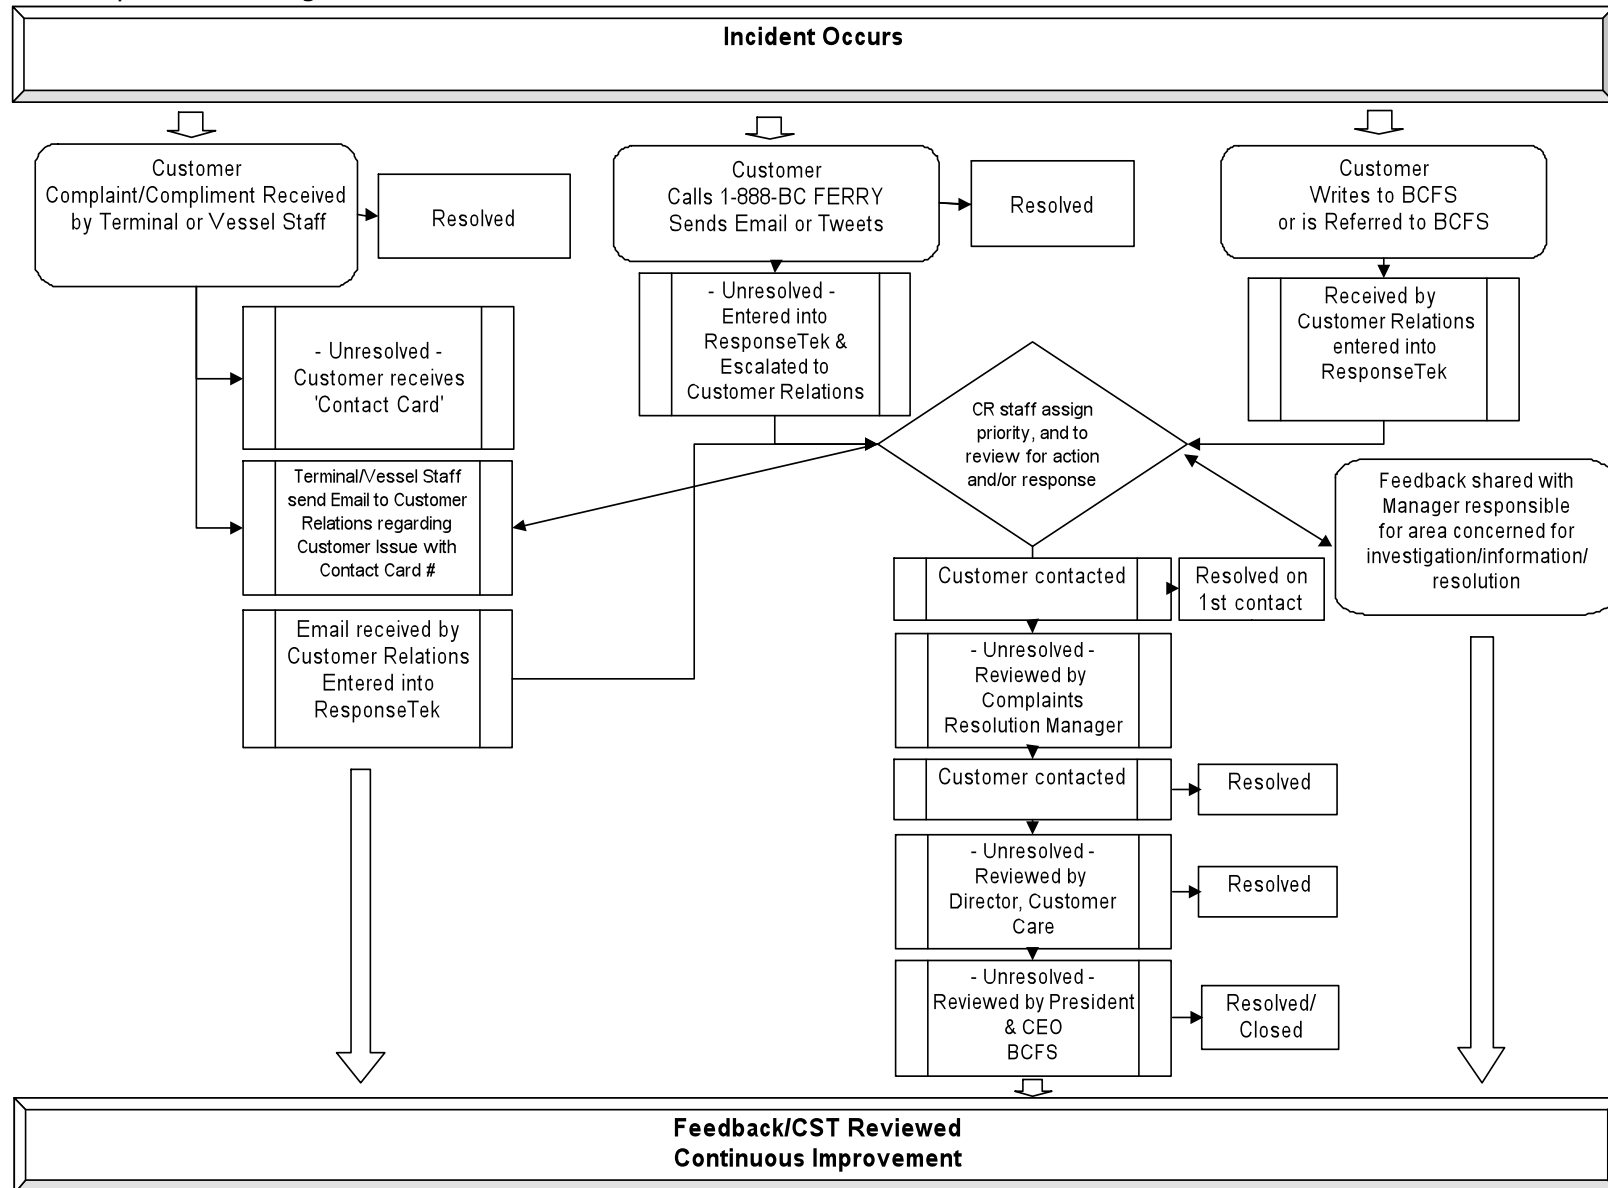 Incident Occurs
Customer
Complaint/Compliment Received
by Terminal or Vessel Staff
Resolved
Customer
Calls 1-888-BC FERRY
Sends Email or Tweets
Resolved
Customer
Writes to BCFS
or is Referred to BCFS
- Unresolved -
Customer receives
'Contact Card'
- Unresolved -
Entered into
ResponseTek &
Escalated to
Customer Relations
Received by
Customer Relations
entered into
ResponseTek
Terminal/Vessel Staff
send Email to Customer
Relations regarding
Customer Issue with
Contact Card #
CR staff assign
priority, and to
review for action
and/or response
Feedback shared with
Manager responsible
for area concerned for
investigation/information/
resolution
Email received by
Customer Relations
Entered into
ResponseTek
Customer contacted
Resolved on
1st contact
- Unresolved -
Reviewed by
Complaints
Resolution Manager
Customer contacted
Resolved
- Unresolved -
Reviewed by
Director, Customer
Care
Resolved
- Unresolved -
Reviewed by President
& CEO
BCFS
Resolved/
Closed
Feedback/CST Reviewed
Continuous Improvement